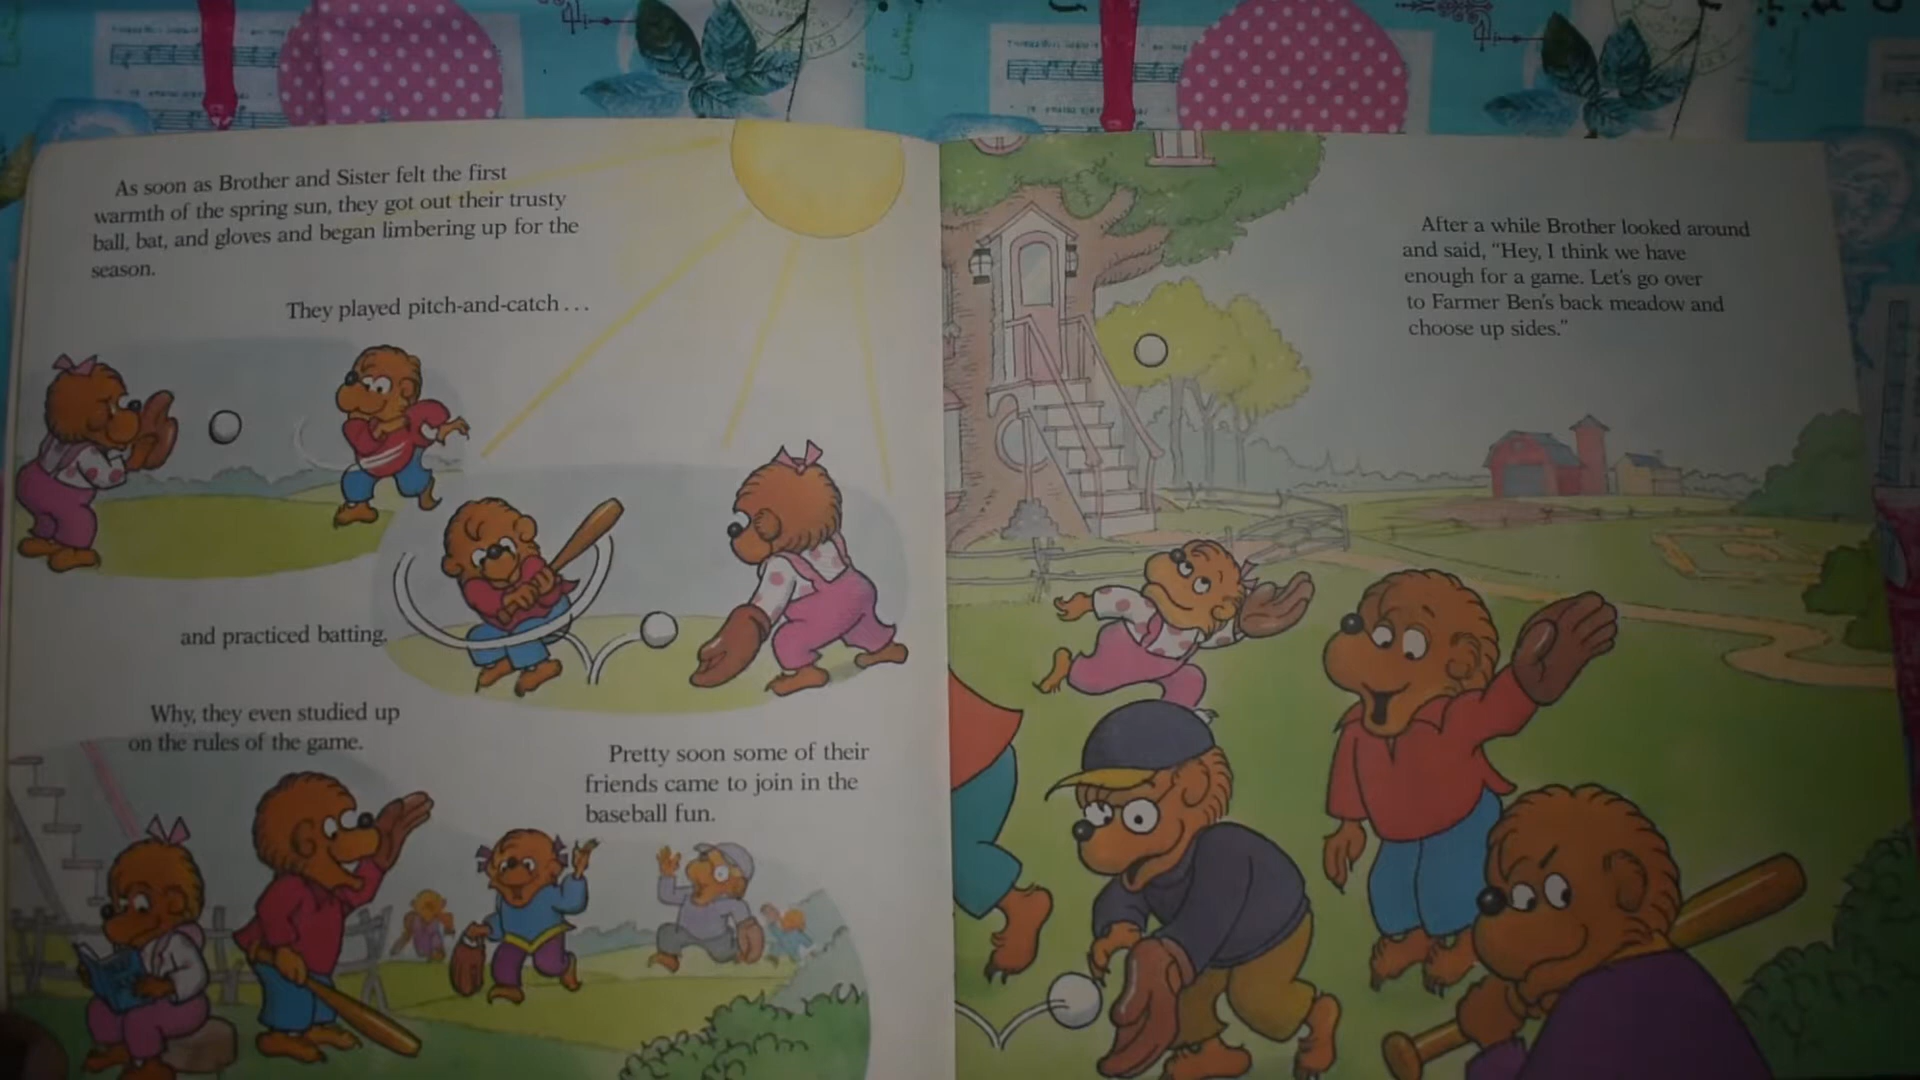 As soon as Brother and Sister felt the first
warmth of the spring sun, they got out their trusty
ball, bat, and gloves and began limbering up for the
season.
They played pitch-and-catch . . .
and practiced batting.
Why, they even studied up
on the rules of the game.
Pretty soon some of their
friends came to join in the
baseball fun.
After a while Brother looked around
and said, “Hey, I think we have
enough for a game. Let's go over
to Farmer Ben's back meadow and
choose up sides.”